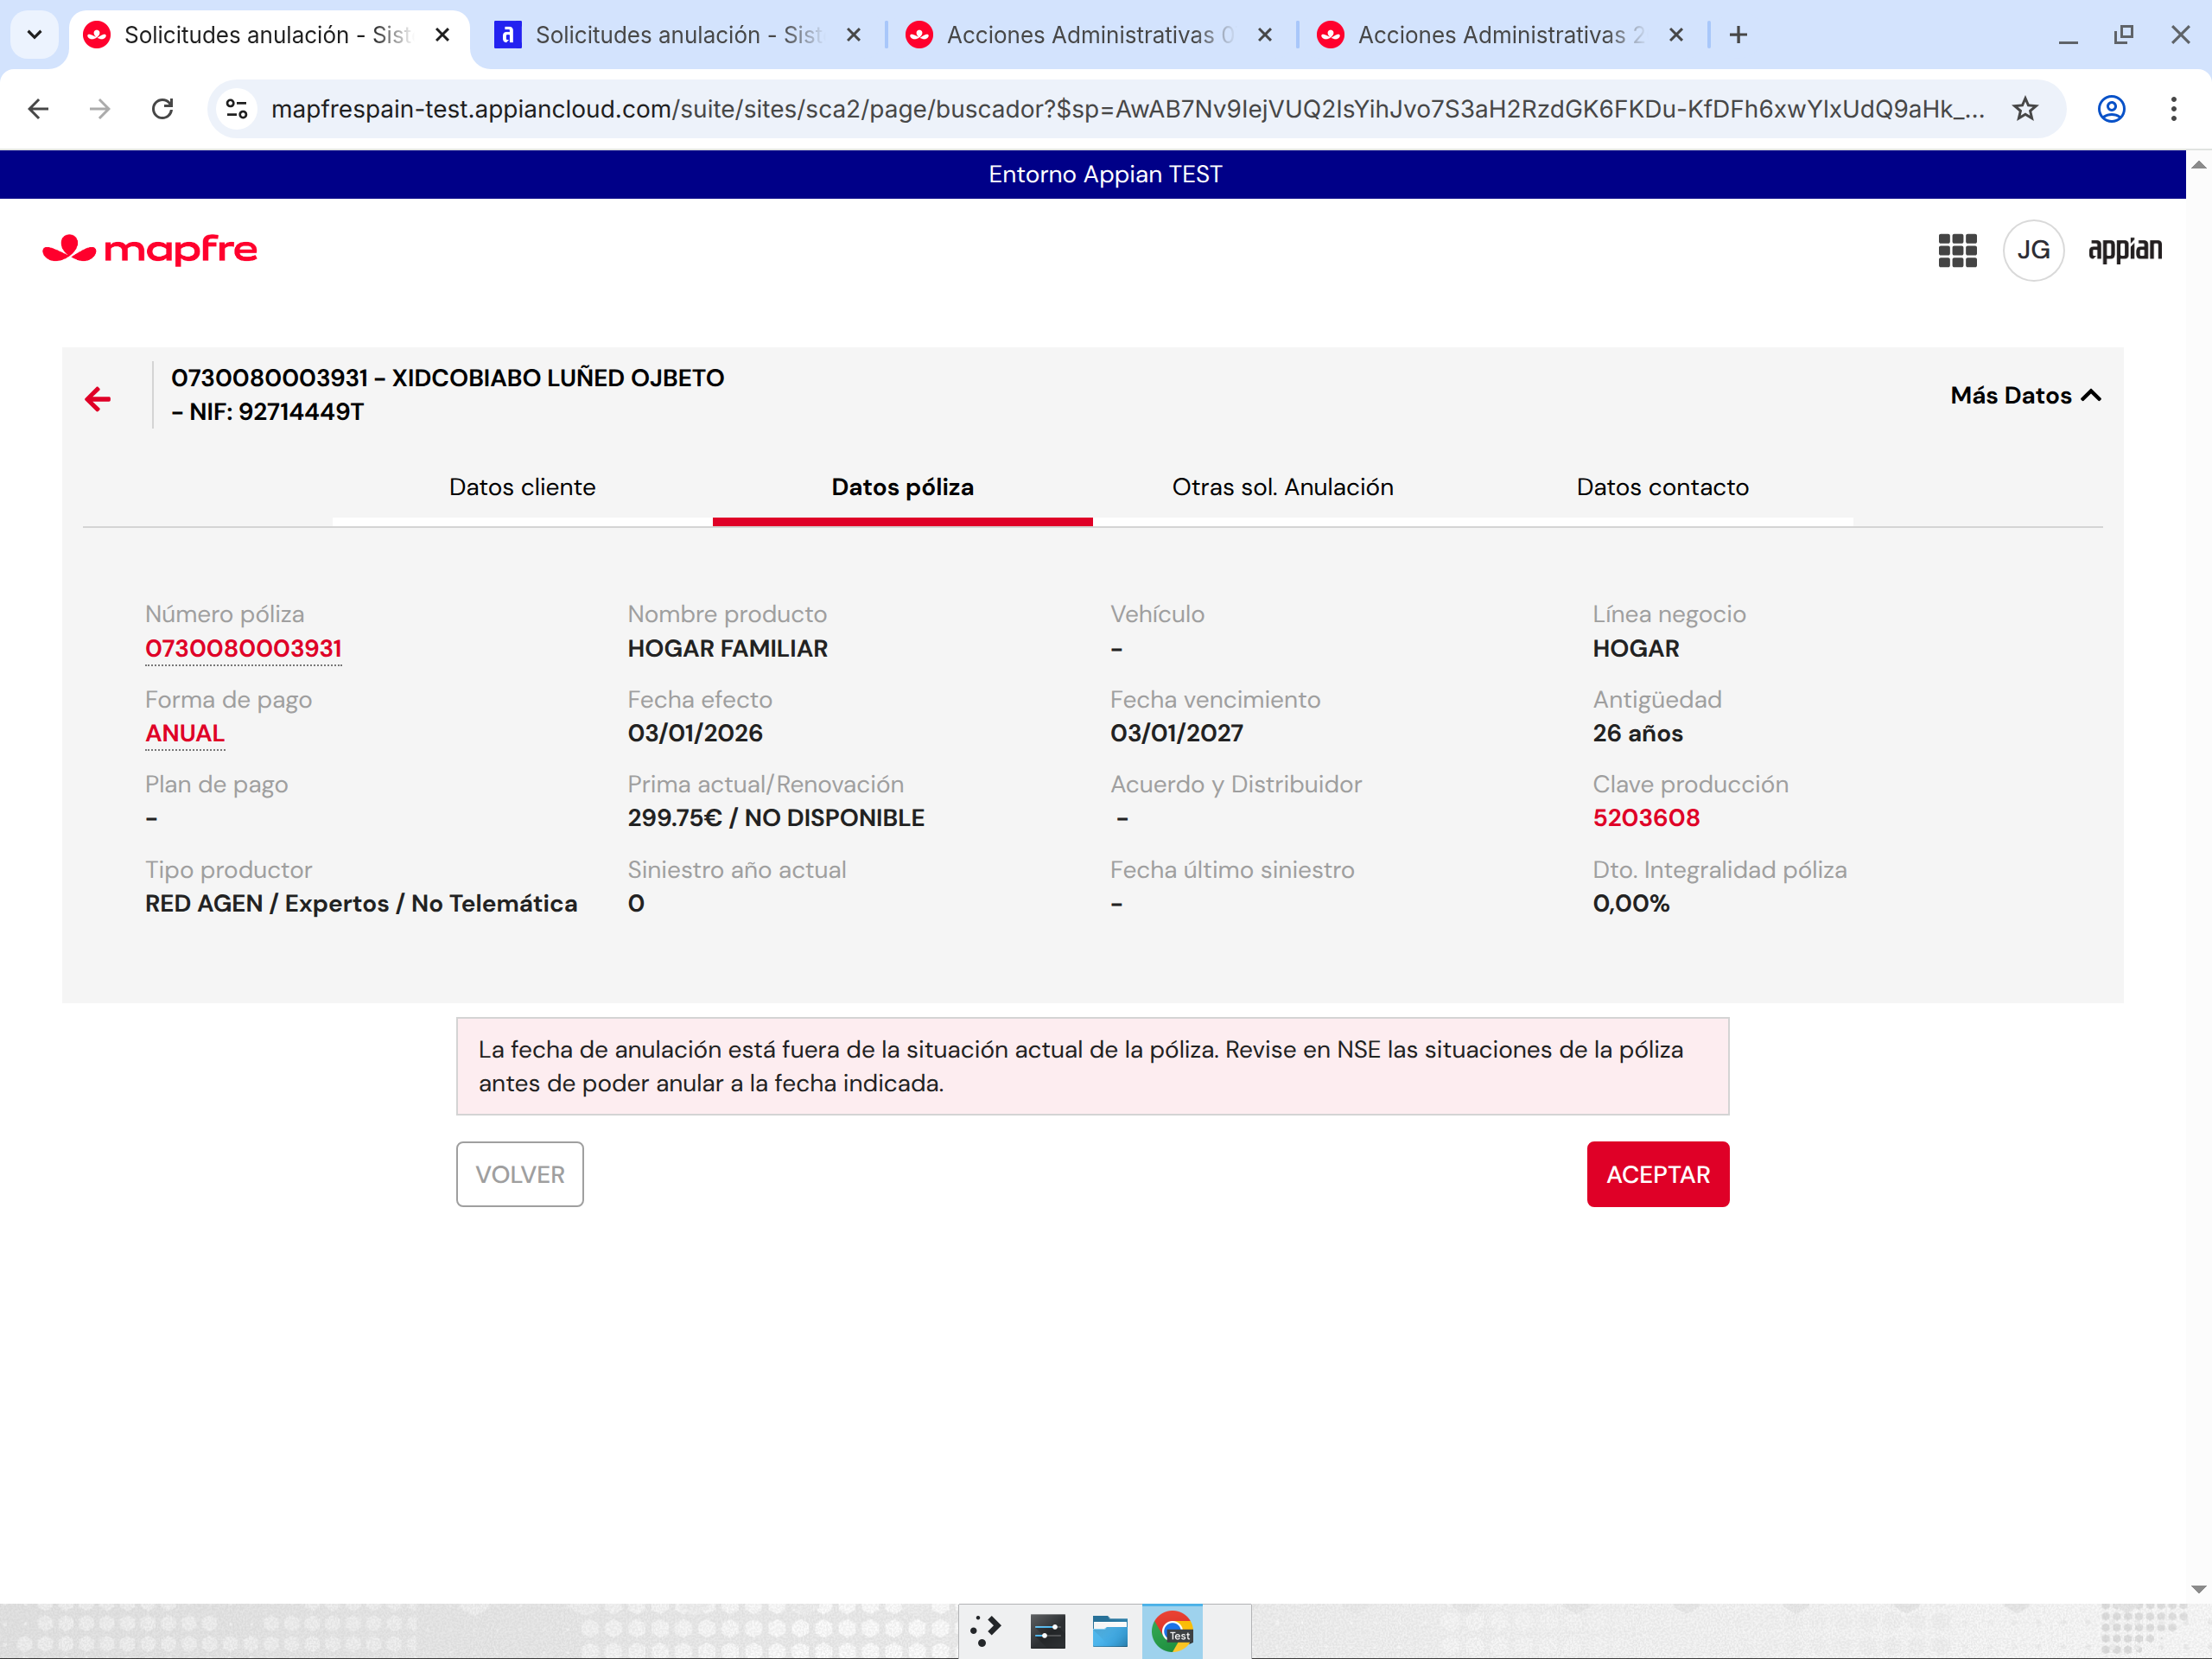 Solicitudes anulación - Sist
Solicitudes anulación - Sist
Acciones Administrativas 0
Acciones Administrativas 2
mapfrespain-test.appiancloud.com/suite/sites/sca2/page/buscador?$sp=AwAB7Nv9IejVUQ2IsYihJvo7S3aH2RzdGK6FKDu-KfDFh6xwYIxUdQ9aHk_...
Entorno Appian TEST
mapfre
JG
appian
0730080003931 - XIDCOBIABO LUÑED OJBETO
- NIF: 92714449T
Más Datos
Datos cliente
Datos póliza
Otras sol. Anulación
Datos contacto
Número póliza
0730080003931
Nombre producto
HOGAR FAMILIAR
Vehículo
-
Línea negocio
HOGAR
Forma de pago
ANUAL
Fecha efecto
03/01/2026
Fecha vencimiento
03/01/2027
Antigüedad
26 años
Plan de pago
-
Prima actual/Renovación
299.75€ / NO DISPONIBLE
Acuerdo y Distribuidor
-
Clave producción
5203608
Tipo productor
RED AGEN / Expertos / No Telemática
Siniestro año actual
0
Fecha último siniestro
-
Dto. Integralidad póliza
0,00%
La fecha de anulación está fuera de la situación actual de la póliza. Revise en NSE las situaciones de la póliza
antes de poder anular a la fecha indicada.
VOLVER
ACEPTAR
Test